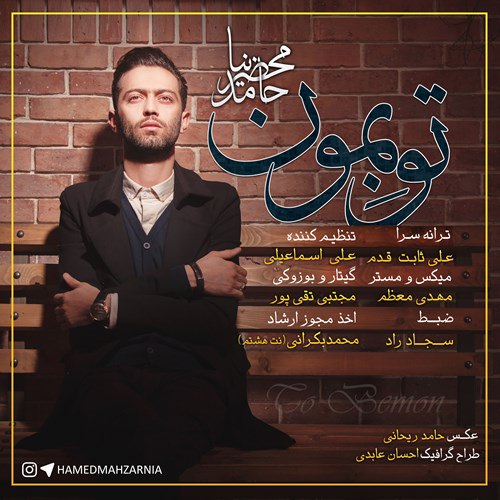 حامد محضرنیا
تو بمون
ترانه سرا
تنظیم کننده
علی ثابت قدم
علی اسماعیلی
میکس و مستر
گیتار و بوزوکی
مهدی معظم
مجتبی تقی پور
ضبط
اخذ مجوز ارشاد
سجاد راد
محمدبکرانی (نت هشتم)
To Bemon
عکس حامد ریحانی
طراح گرافیک احسان عابدی
HAMEDMAHZARNIA